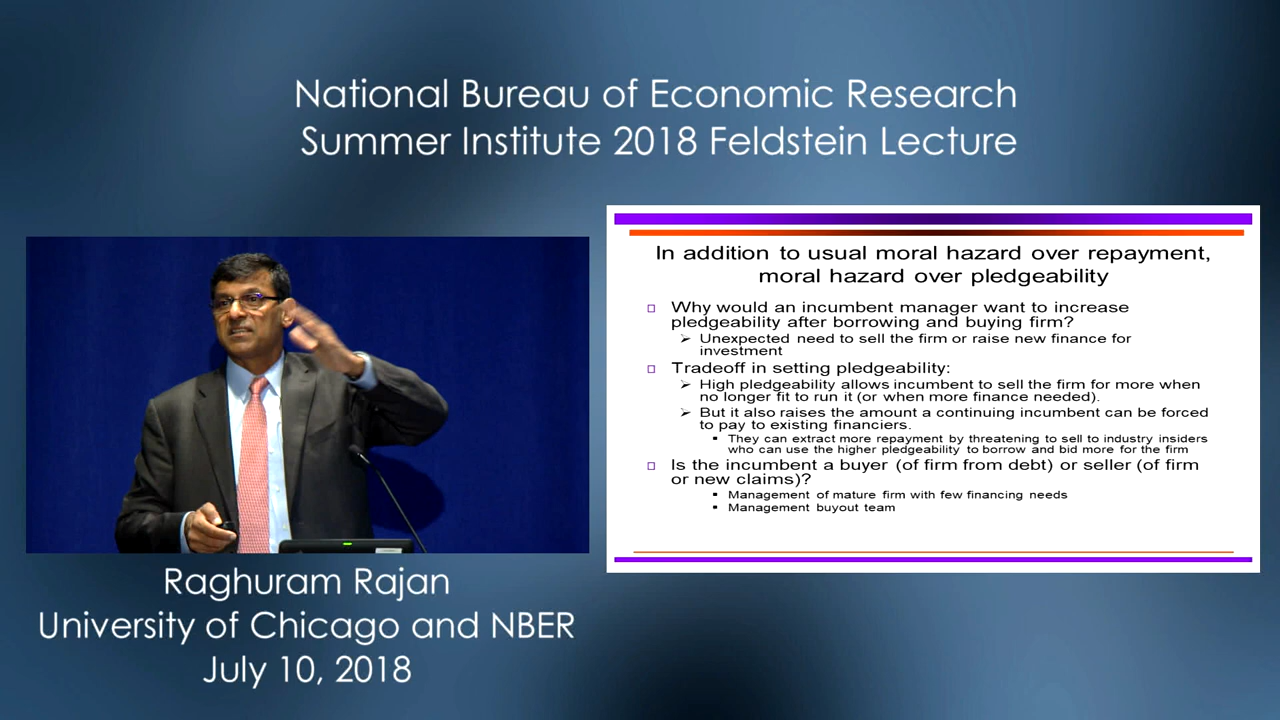 National Bureau of Economic Research
Summer Institute 2018 Feldstein Lecture
In addition to usual moral hazard over repayment,
moral hazard over pledgeability
Why would an incumbent manager want to increase
pledgeability after borrowing and buying firm?
Unexpected need to sell the firm or raise new finance for
investment
Tradeoff in setting pledgeability:
High pledgeability allows incumbent to sell the firm for more when
no longer fit to run it (or when more finance needed).
But it also raises the amount a continuing incumbent can be forced
to pay to existing financiers.
They can extract more repayment by threatening to sell to industry insiders
who can use the higher pledgeability to borrow and bid more for the firm
Is the incumbent a buyer (of firm from debt) or seller (of firm
or new claims)?
Management of mature firm with few financing needs
Management buyout team
Raghuram Rajan
University of Chicago and NBER
July 10, 2018